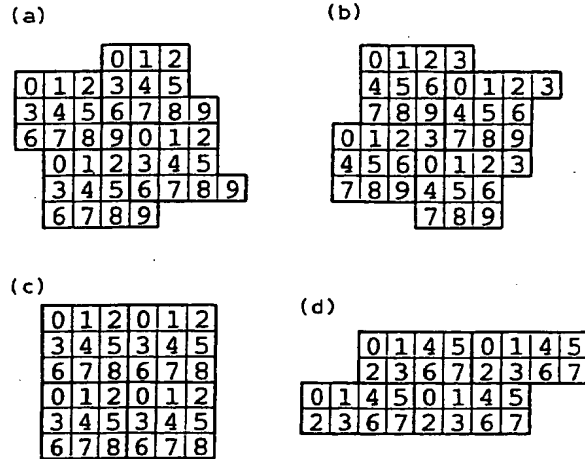 (a)
0 1 2
0 1 2 3 4 5
3 4 5 6 7 8 9
6 7 8 9 0 1 2
0 1 2 3 4 5
3 4 5 6 7 8 9
6 7 8 9
(b)
0 1 2 3
4 5 6 0 1 2 3
7 8 9 4 5 6
0 1 2 3 7 8 9
4 5 6 0 1 2 3
7 8 9 4 5 6
7 8 9
(c)
0 1 2 0 1 2
3 4 5 3 4 5
6 7 8 6 7 8
0 1 2 0 1 2
3 4 5 3 4 5
6 7 8 6 7 8
(d)
0 1 4 5 0 1 4 5
2 3 6 7 2 3 6 7
0 1 4 5 0 1 4 5
2 3 6 7 2 3 6 7